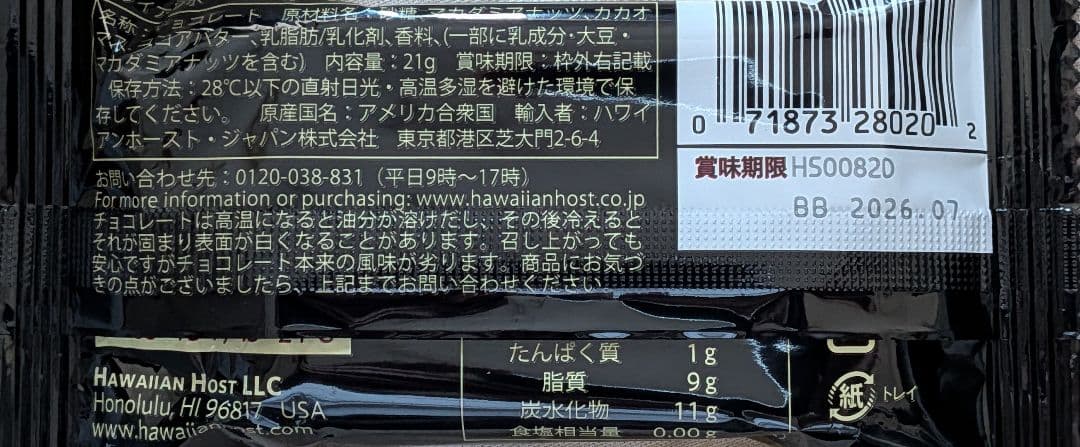 名称 チョコレート 原材料名 砂糖、マカダミアナッツ、カカオ
ココアバター、乳脂肪/乳化剤、香料、(一部に乳成分・大豆・
マカダミアナッツを含む) 内容量:21g 賞味期限:枠外右記載
保存方法:28℃以下の直射日光・高温多湿を避けた環境で保
存してください。 原産国名:アメリカ合衆国 輸入者:ハワイ
アンホースト・ジャパン株式会社 東京都港区芝大門2-6-4
お問い合わせ先:0120-038-831(平日9時～17時)
For more information or purchasing: www.hawaiianhost.co.jp
チョコレートは高温になると油分が溶けだし、その後冷えると
それが固まり表面が白くなることがあります。召し上がっても
安心ですがチョコレート本来の風味が劣ります。商品にお気づ
きの点がございましたら、上記までお問い合わせください。
0 71873 28020 2
賞味期限 HS0082D
BB 2026.07
HAWAIIAN HOST LLC
Honolulu, HI 96817 USA
www.hawaiianhost.com
たんぱく質 1g
脂質 9g
炭水化物 11g
食塩相当量 0.00g
紙 トレイ